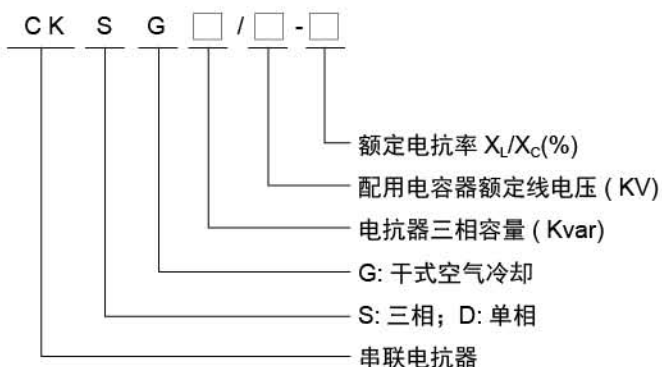 CK S G □ / □ - □
额定电抗率 XL/XC(%)
配用电容器额定线电压 ( KV)
电抗器三相容量 ( Kvar)
G: 干式空气冷却
S: 三相；D: 单相
串联电抗器